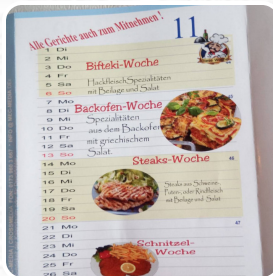 Alle Gerichte auch zum Mitnehmen!
11
1 Di
2 Mi
3 Do
4 Fr
5 Sa
6 So
Bifteki-Woche
HackfleischSpezialitäten
mit Beilage und Salat
7 Mo
8 Di
9 Mi
10 Do
11 Fr
12 Sa
13 So
Backofen-Woche
Spezialitäten
aus dem Backofen
mit griechischem
Salat.
14 Mo
15 Di
16 Mi
17 Do
18 Fr
19 Sa
20 So
Steaks-Woche
46
Steaks aus Schweine-
Puten-, oder Rindfleisch
mit Beilage und Salat
21 Mo
22 Di
23 Mi
24 Do
25 Fr
26 Sa
47
Schnitzel-
Woche